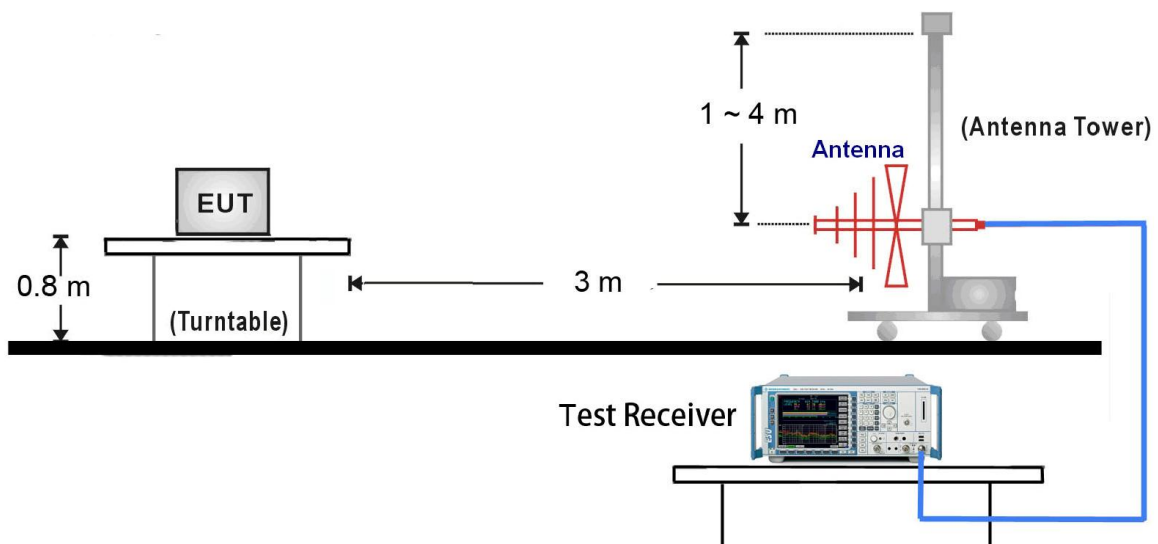 1 ~ 4 m
(Antenna Tower)
Antenna
EUT
0.8 m
3 m
(Turntable)
Test Receiver